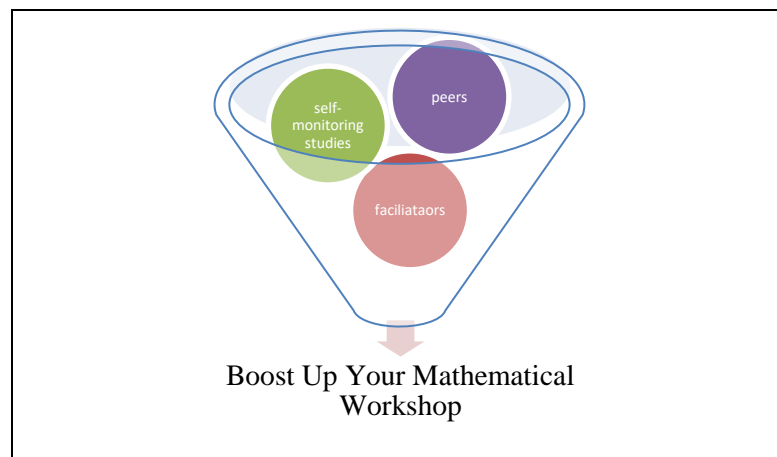 peers
self-
monitoring
studies
faciliataors
Boost Up Your Mathematical
Workshop